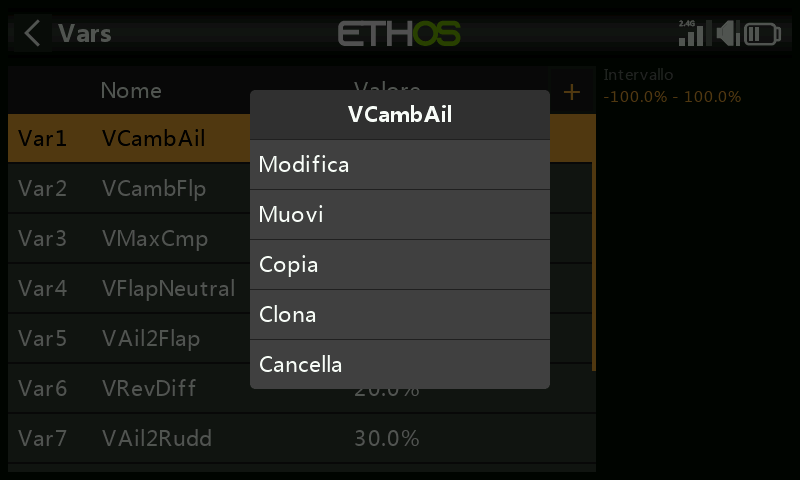 Vars
ETHOS
2.4G
Nome Valore +
Intervallo
-100.0% - 100.0%
VCambAil
Var1 VCambAil
Modifica
Var2 VCambFlp
Muovi
Var3 VMaxCmp
Copia
Var4 VFlapNeutral
Clona
Var5 VAil2Flap
Cancella
Var6 VRevDiff 20.0%
Var7 VAil2Rudd 30.0%